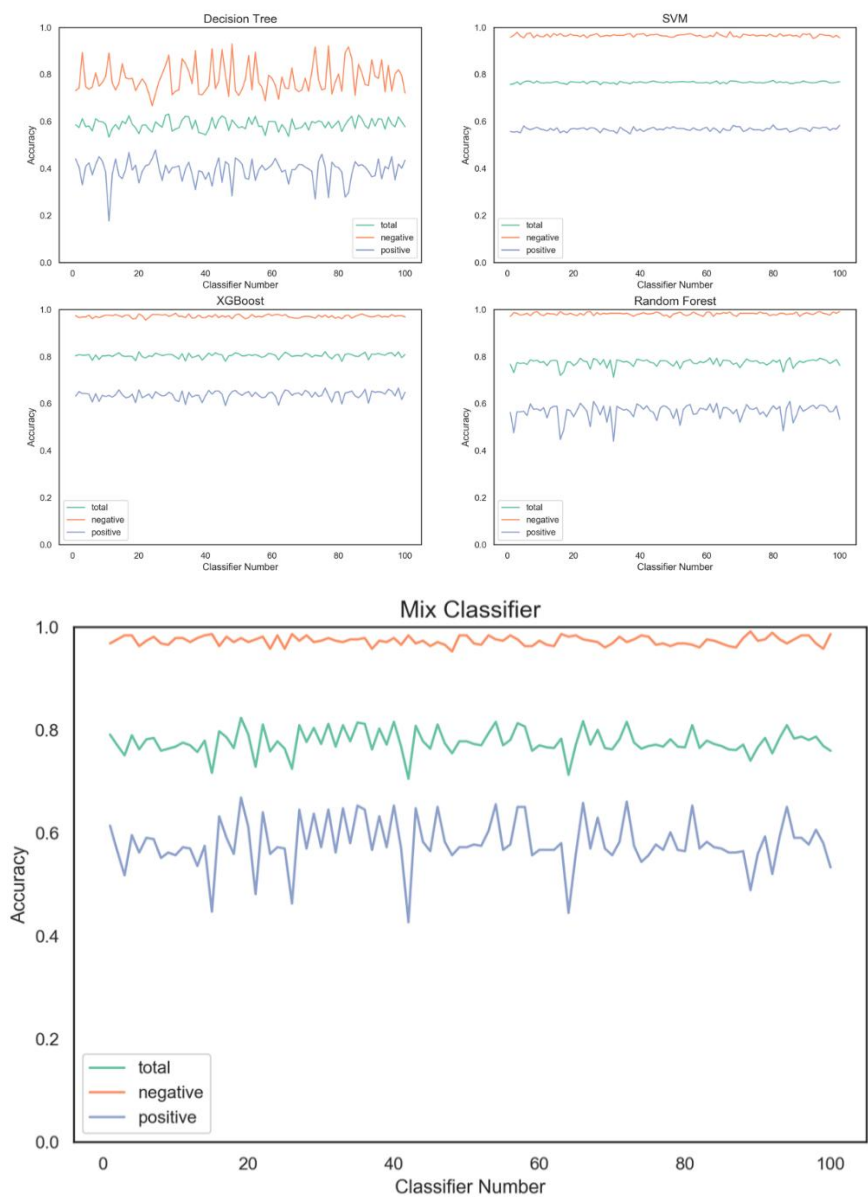 Decision Tree
1.0
0.8
0.6
0.4
0.2
0.0
Accuracy
total
negative
positive
0 20 40 60 80 100
Classifier Number
SVM
1.0
0.8
0.6
0.4
0.2
0.0
Accuracy
total
negative
positive
0 20 40 60 80 100
Classifier Number
XGBoost
1.0
0.8
0.6
0.4
0.2
0.0
Accuracy
total
negative
positive
0 20 40 60 80 100
Classifier Number
Random Forest
1.0
0.8
0.6
0.4
0.2
0.0
Accuracy
total
negative
positive
0 20 40 60 80 100
Classifier Number
Mix Classifier
1.0
0.8
0.6
0.4
0.2
0.0
Accuracy
total
negative
positive
0 20 40 60 80 100
Classifier Number